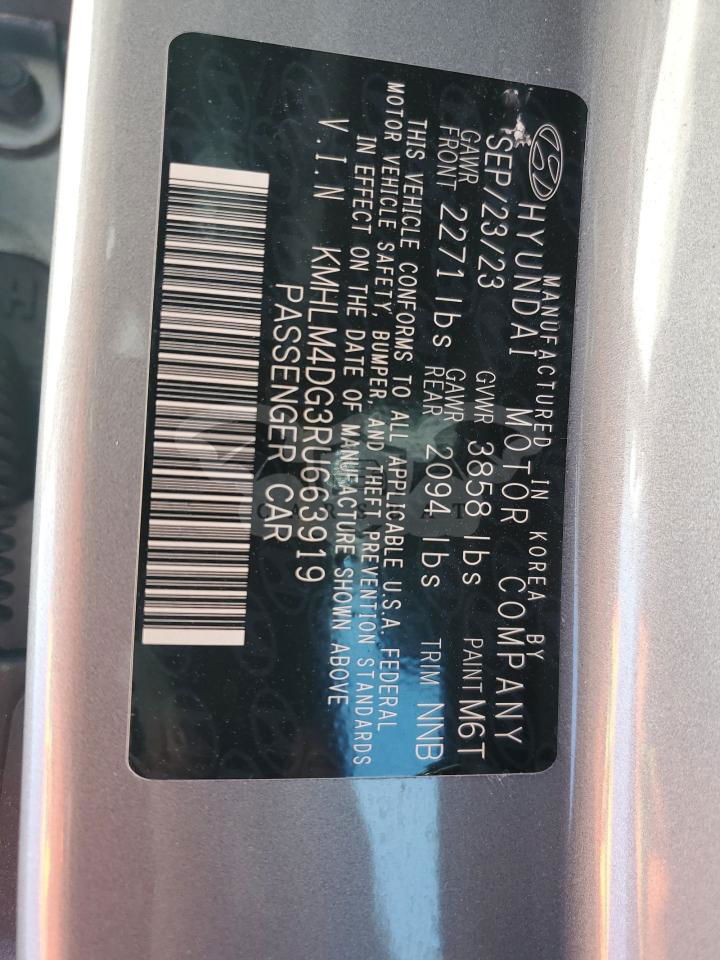 MANUFACTURED IN KOREA BY
HYUNDAI MOTOR COMPANY
SEP/23/23 GVWR 3858 lbs PAINT M6T
GAWR FRONT 2271 lbs GAWR REAR 2094 lbs TRIM NNB
THIS VEHICLE CONFORMS TO ALL APPLICABLE U.S.A. FEDERAL
MOTOR VEHICLE SAFETY, BUMPER, AND THEFT PREVENTION STANDARDS
IN EFFECT ON THE DATE OF MANUFACTURE SHOWN ABOVE
V.I.N KMHLM4DG3RU663919
PASSENGER CAR